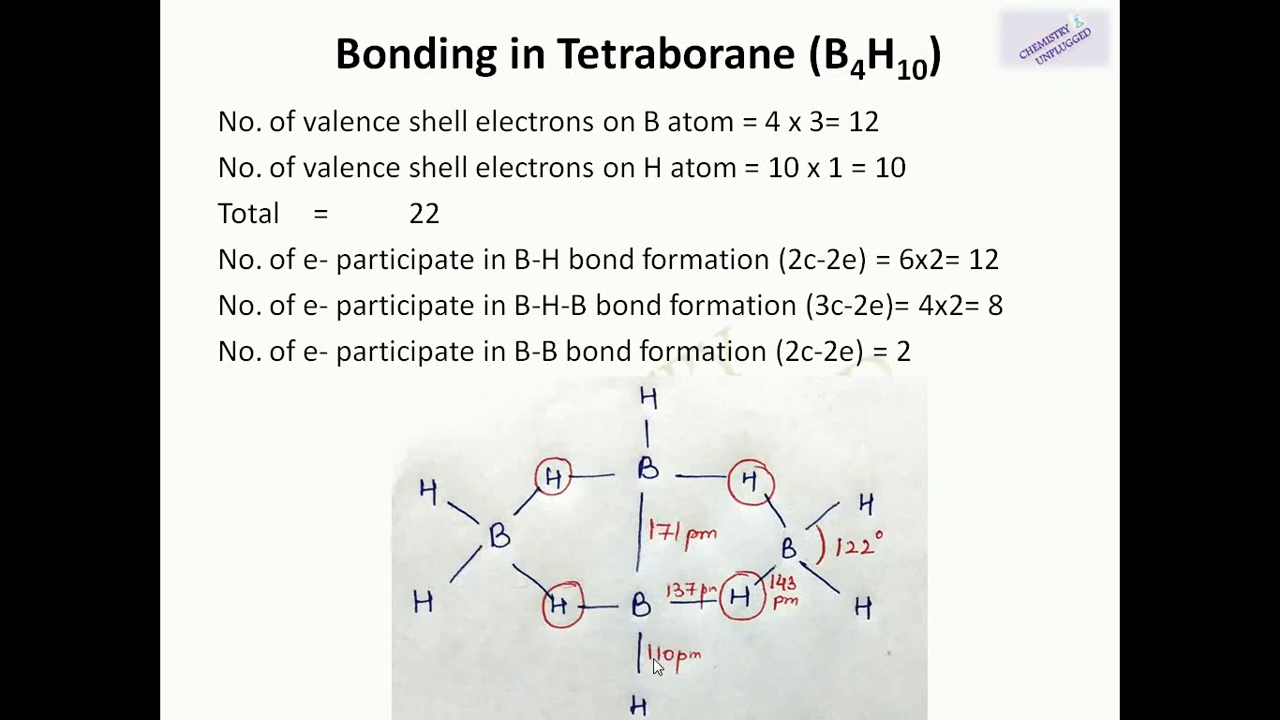 Bonding in Tetraborane (B₄H₁₀)
CHEMISTRY
UNPLUGGED
No. of valence shell electrons on B atom = 4 x 3= 12
No. of valence shell electrons on H atom = 10 x 1 = 10
Total = 22
No. of e- participate in B-H bond formation (2c-2e) = 6x2= 12
No. of e- participate in B-H-B bond formation (3c-2e)= 4x2= 8
No. of e- participate in B-B bond formation (2c-2e) = 2
H
H B H
H H
171 pm
B B 122°
H H B 137 pm H 143 pm H
110 pm
H